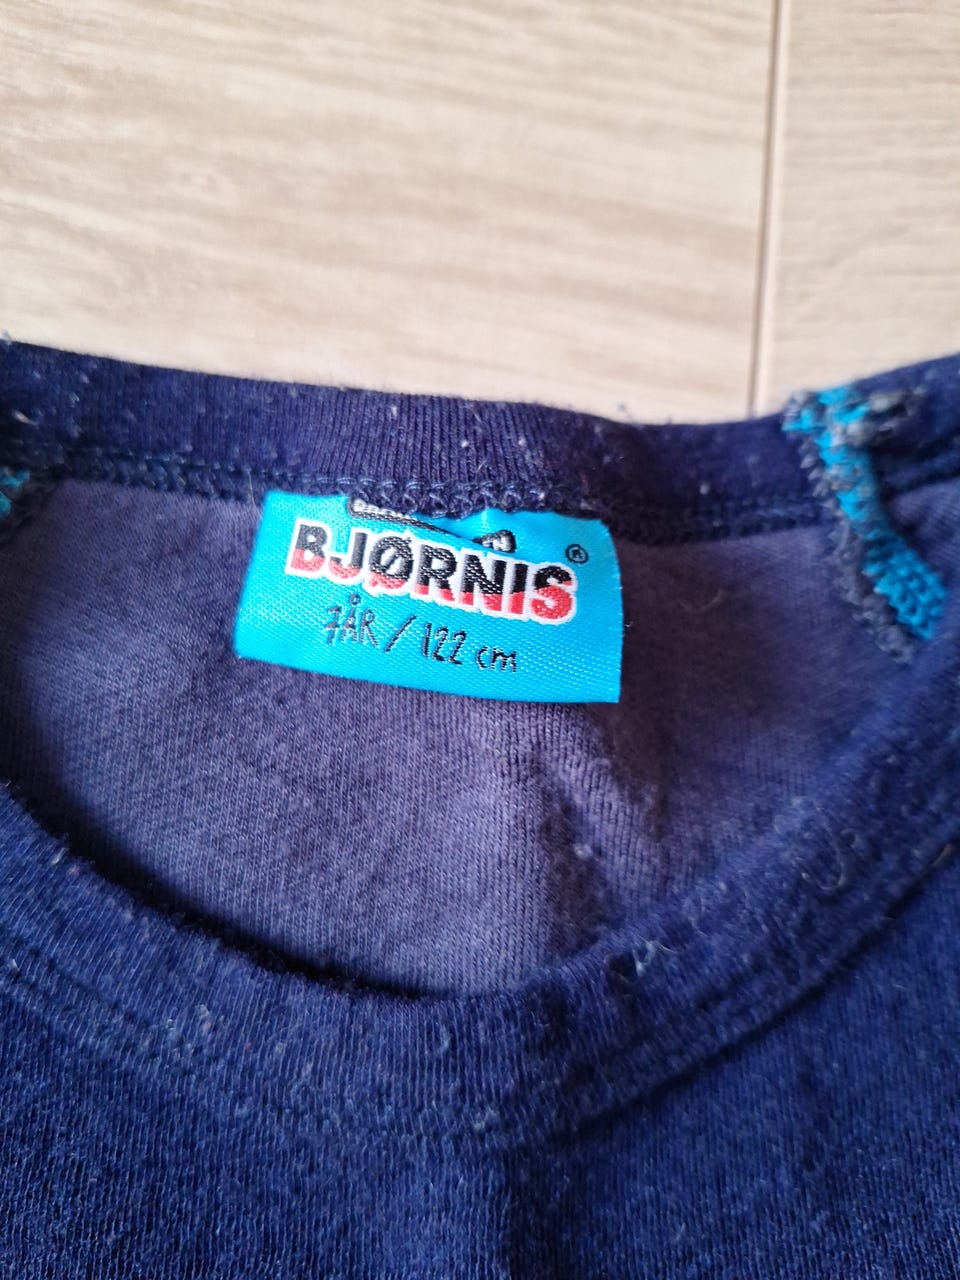 BJØRNIS®
7ÅR / 122 cm